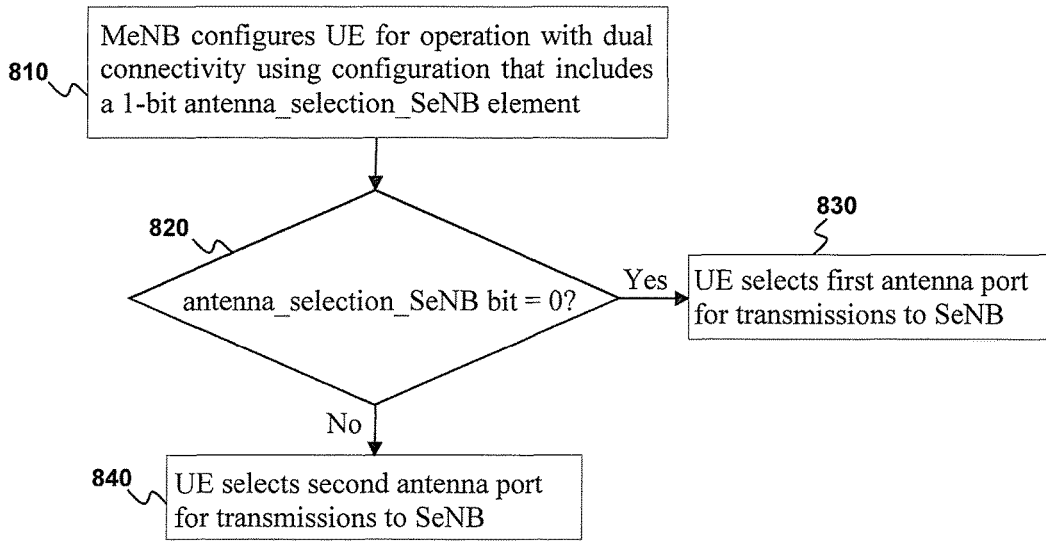 MeNB configures UE for operation with dual
connectivity using configuration that includes
a 1-bit antenna_selection_SeNB element
810
820
antenna_selection_SeNB bit = 0?
Yes
830
UE selects first antenna port
for transmissions to SeNB
No
840
UE selects second antenna port
for transmissions to SeNB